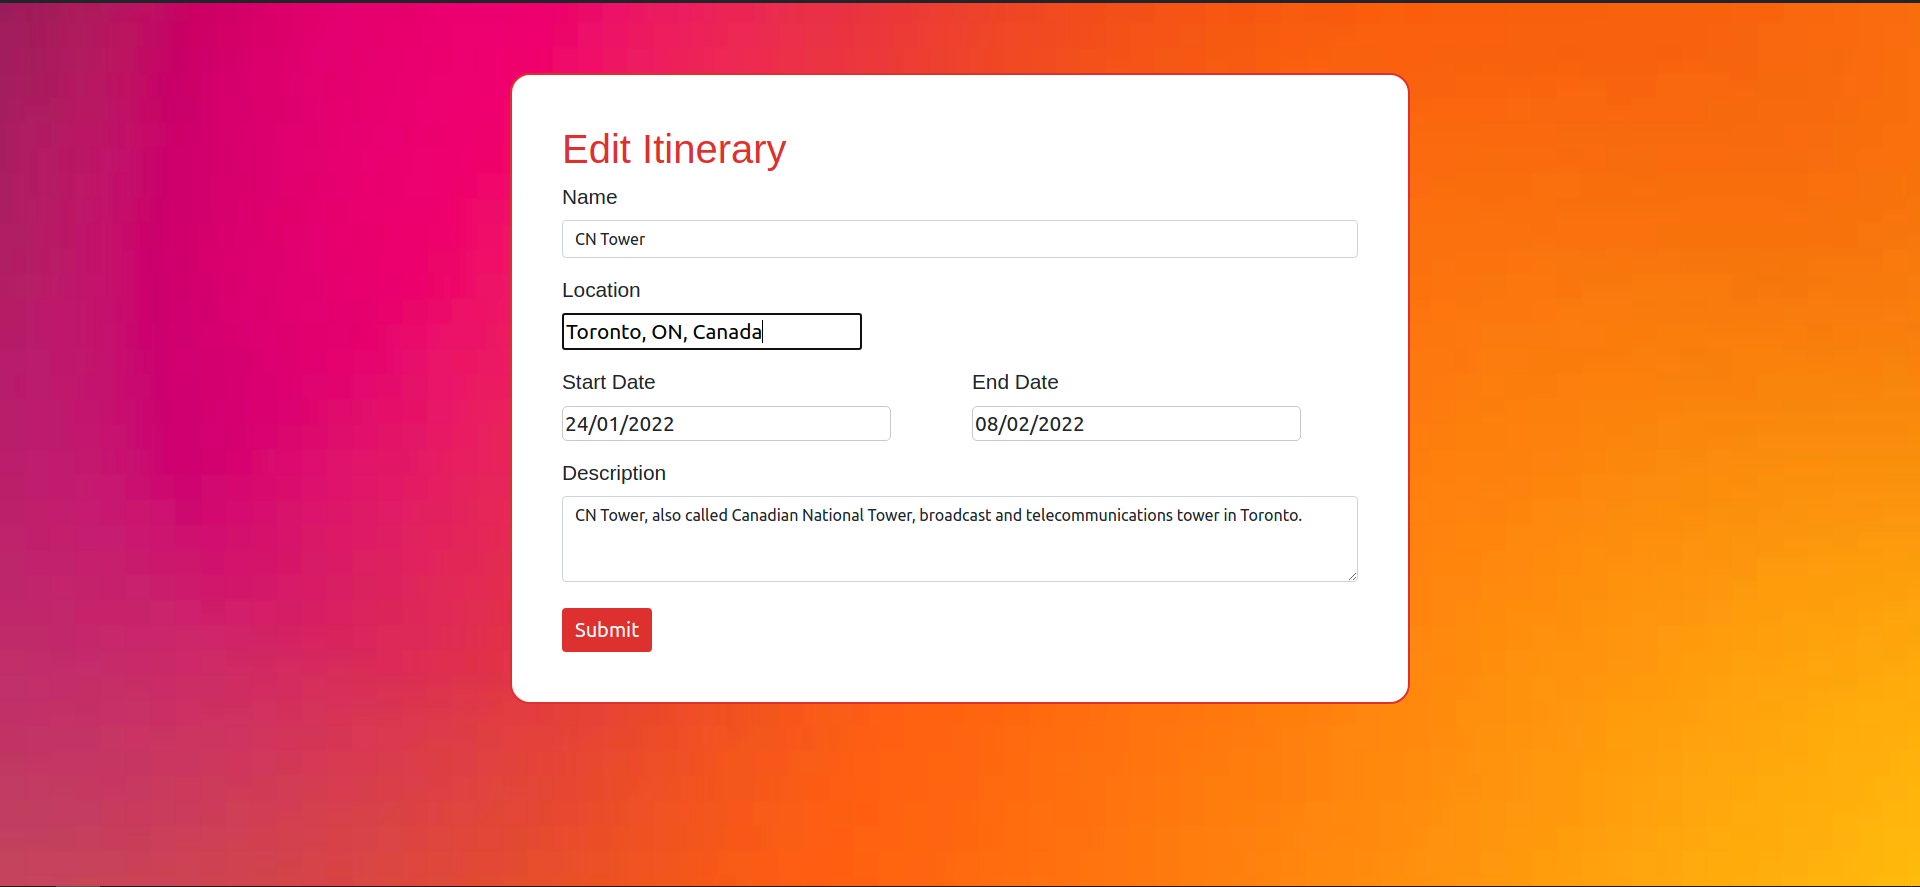 Edit Itinerary
Name
CN Tower
Location
Toronto, ON, Canada
Start Date End Date
24/01/2022 08/02/2022
Description
CN Tower, also called Canadian National Tower, broadcast and telecommunications tower in Toronto.
Submit